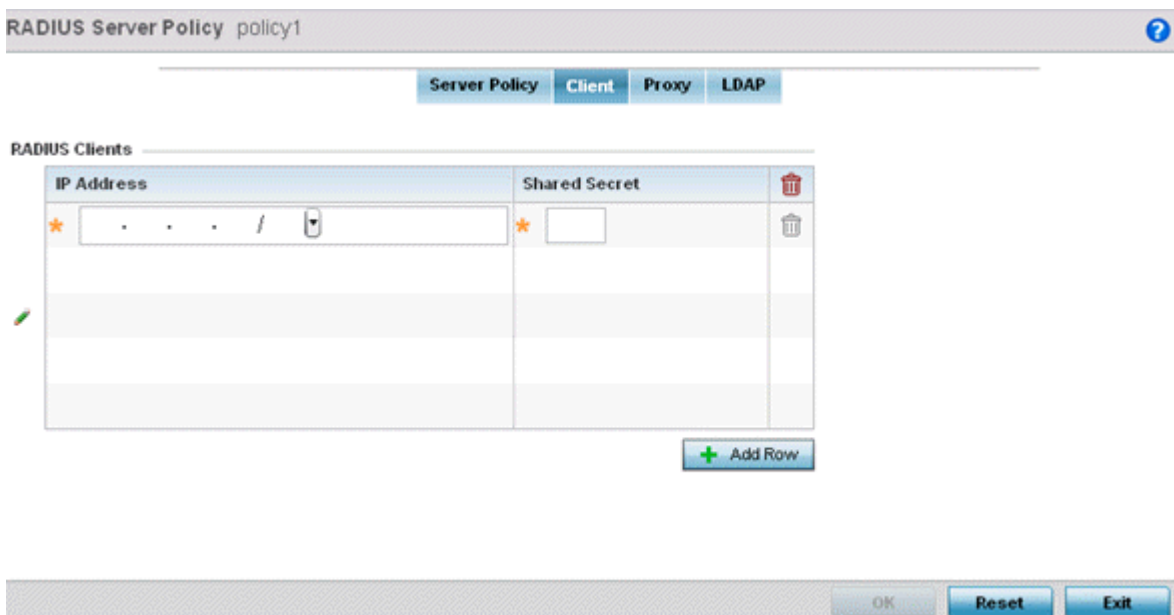 RADIUS Server Policy policy1
?
Server Policy Client Proxy LDAP
RADIUS Clients
IP Address Shared Secret
* . . . / *
+ Add Row
OK Reset Exit